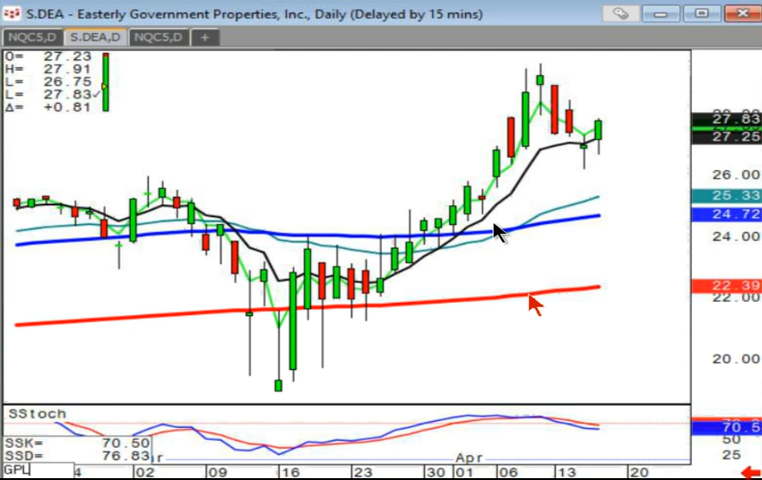 S.DEA - Easterly Government Properties, Inc., Daily (Delayed by 15 mins)
NQC5,D S.DEA,D NQC5,D +
O= 27.23
H= 27.91
L= 26.75
L= 27.83✓
Δ= +0.81
27.83
27.25
26.00
25.33
24.72
24.00
22.39
22.00
20.00
SStoch
70.5
50
25
SSK= 70.50
SSD= 76.83
Apr
GPL 4 02 09 16 23 30 01 06 13 20